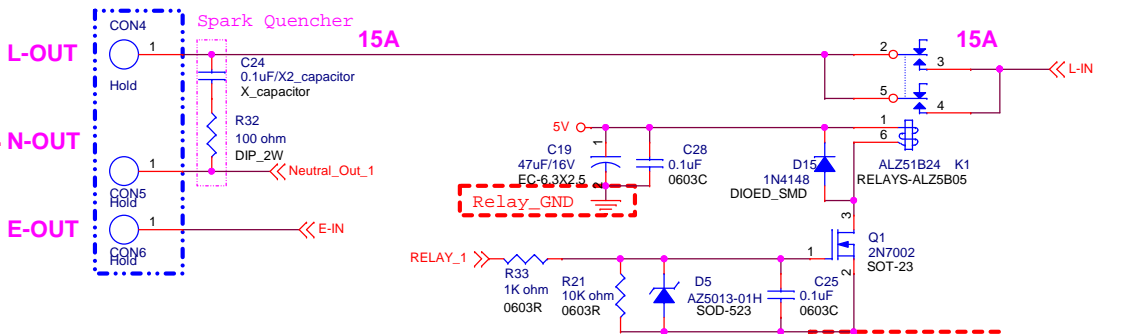 CON4
Spark Quencher
L-OUT
1
15A
15A
2
3
L-IN
C24
0.1uF/X2_capacitor
X_capacitor
Hold
5
4
N-OUT
R32
100 ohm
DIP_2W
5V
1
6
C19
47uF/16V
EC-6.3X2.5
1
2
C28
0.1uF
0603C
D15
1N4148
DIOED_SMD
ALZ51B24 K1
RELAYS-ALZ5B05
1
Neutral_Out_1
CON5
Hold
Relay_GND
E-OUT
1
E-IN
CON6
Hold
3
Q1
2N7002
SOT-23
1
2
RELAY_1
R33
1K ohm
0603R
R21
10K ohm
0603R
D5
AZ5013-01H
SOD-523
C25
0.1uF
0603C